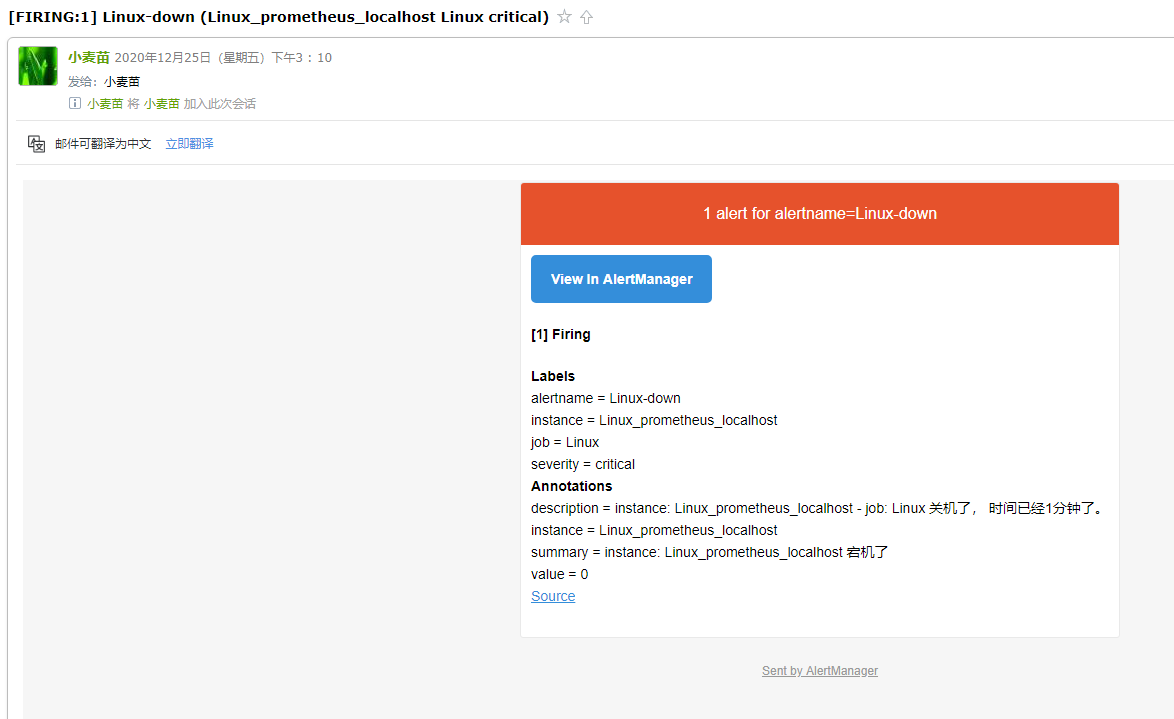 [FIRING:1] Linux-down (Linux_prometheus_localhost Linux critical)
小麦苗 2020年12月25日（星期五）下午3：10
发给：小麦苗
小麦苗 将 小麦苗 加入此次会话
邮件可翻译为中文 立即翻译
1 alert for alertname=Linux-down
View In AlertManager
[1] Firing
Labels
alertname = Linux-down
instance = Linux_prometheus_localhost
job = Linux
severity = critical
Annotations
description = instance: Linux_prometheus_localhost - job: Linux 关机了， 时间已经1分钟了。
instance = Linux_prometheus_localhost
summary = instance: Linux_prometheus_localhost 宕机了
value = 0
Source
Sent by AlertManager